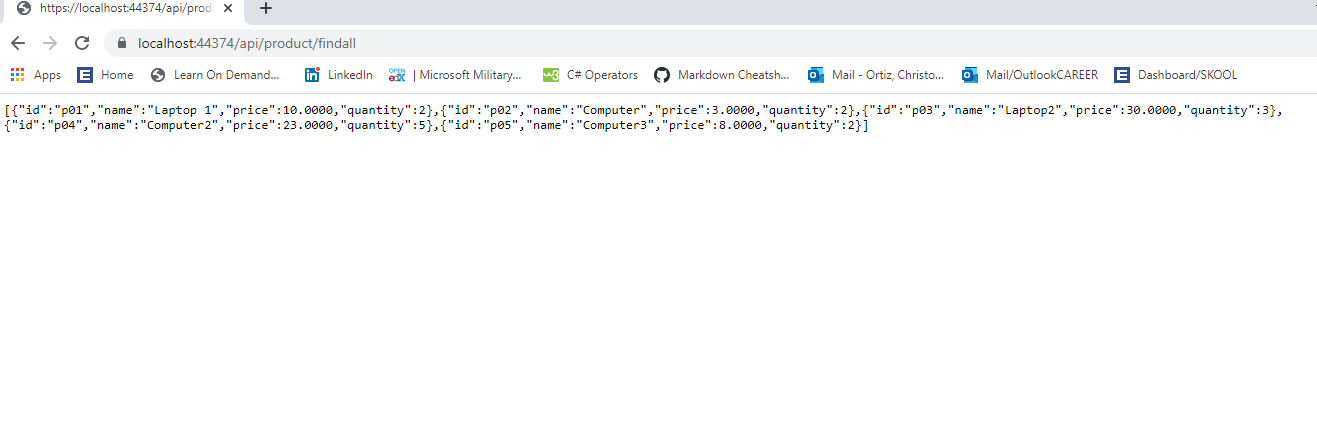 https://localhost:44374/api/prod
localhost:44374/api/product/findall
Apps Home Learn On Demand... LinkedIn OPEN edX | Microsoft Military... w3 C# Operators Markdown Cheatsh... Mail - Ortiz, Christo... Mail/OutlookCAREER E Dashboard/SKOOL
[{"id":"p01","name":"Laptop 1","price":10.0000,"quantity":2},{"id":"p02","name":"Computer","price":3.0000,"quantity":2},{"id":"p03","name":"Laptop2","price":30.0000,"quantity":3},
{"id":"p04","name":"Computer2","price":23.0000,"quantity":5},{"id":"p05","name":"Computer3","price":8.0000,"quantity":2}]